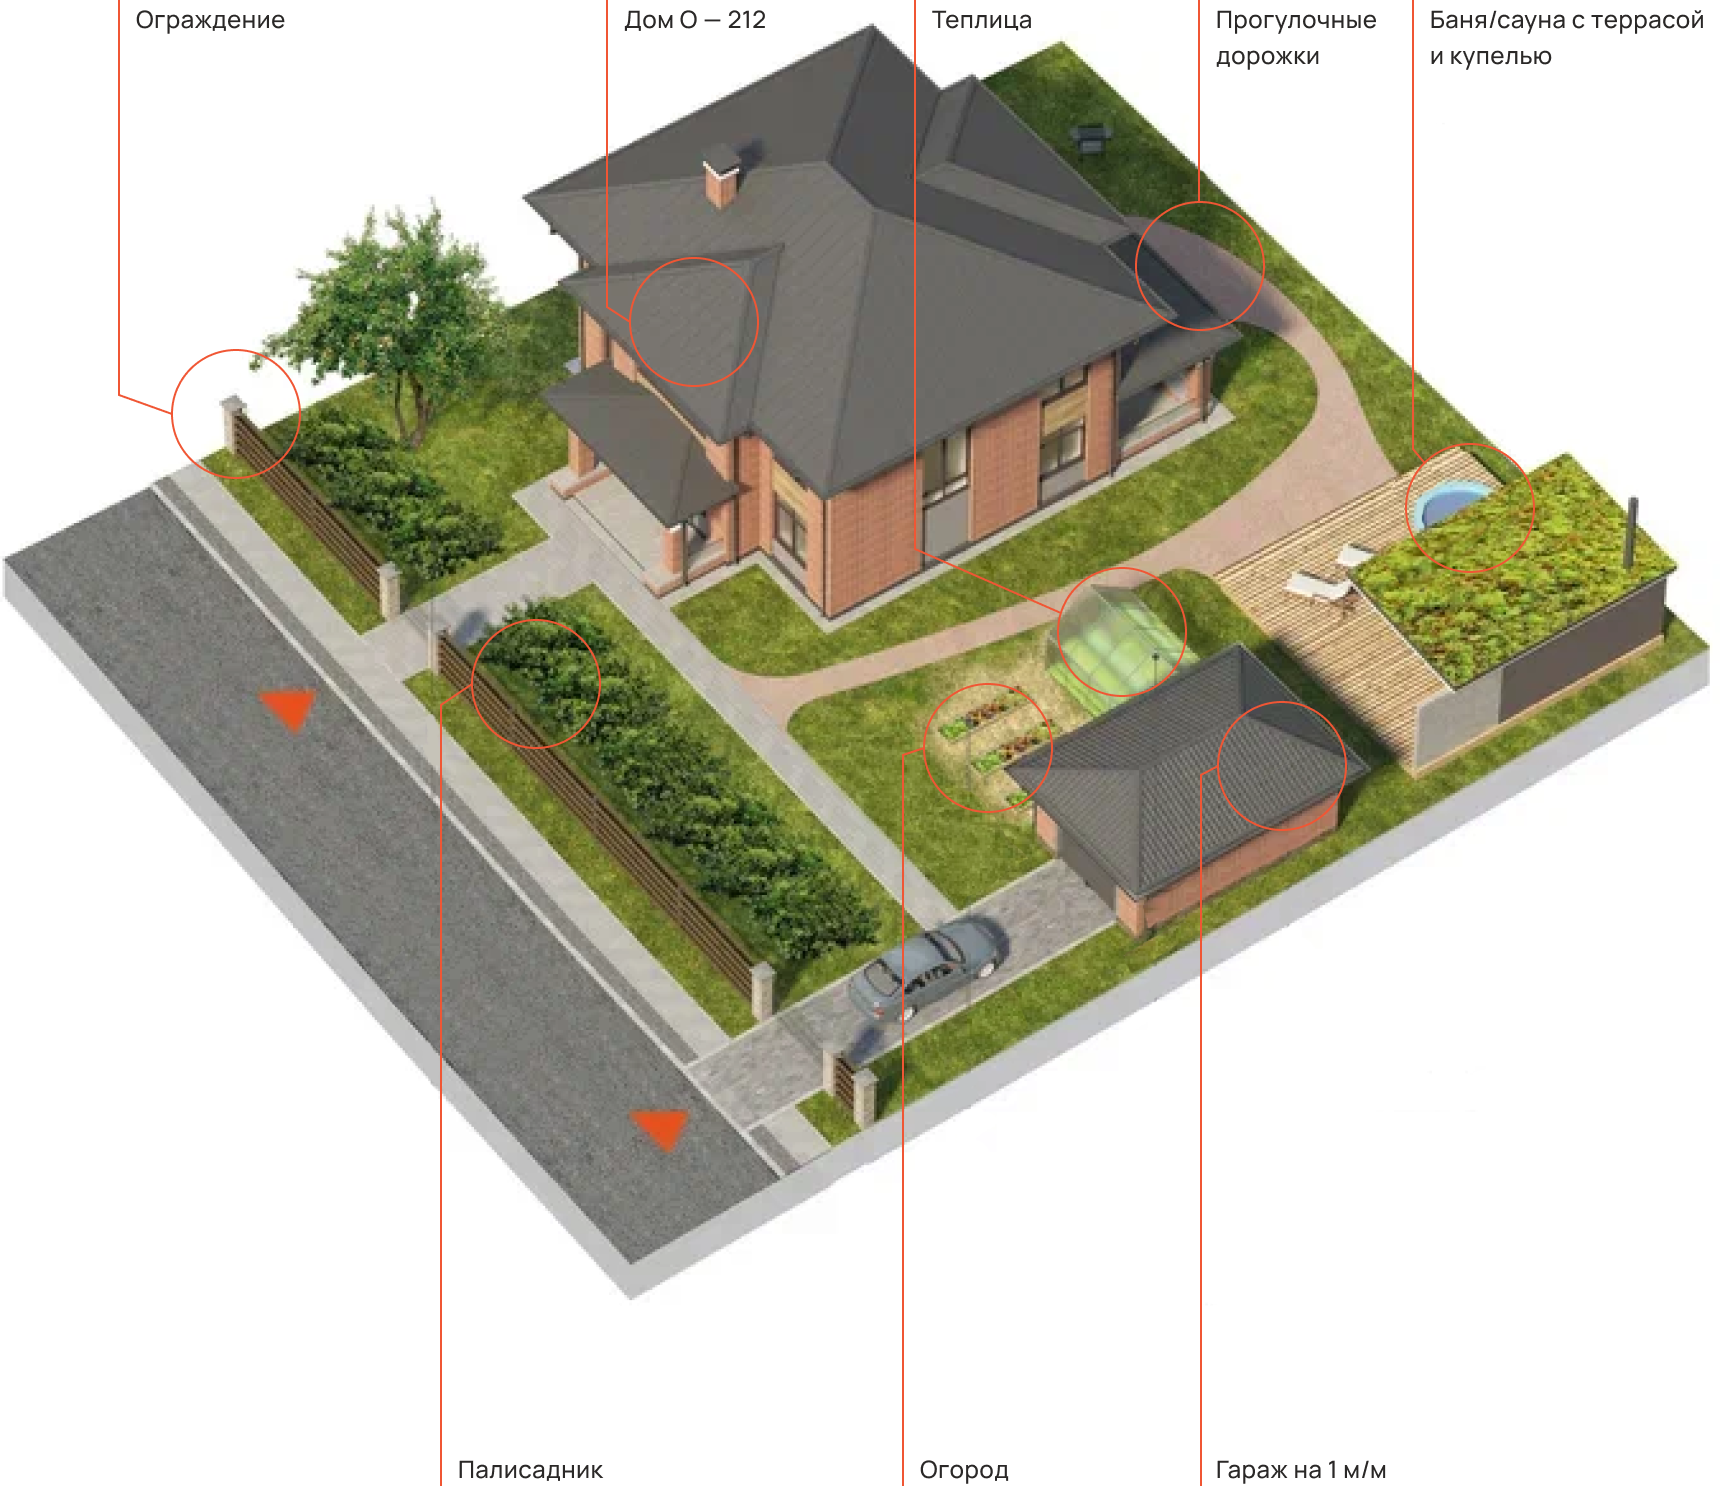 Ограждение
Дом О — 212
Теплица
Прогулочные
дорожки
Баня/сауна с террасой
и купелью
Палисадник
Огород
Гараж на 1 м/м